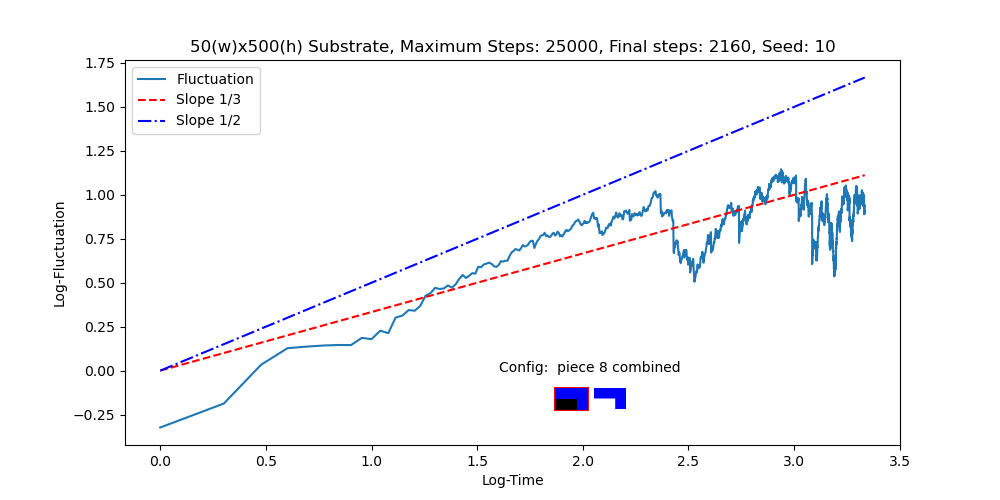 50(w)x500(h) Substrate, Maximum Steps: 25000, Final steps: 2160, Seed: 10
1.75
1.50
1.25
1.00
0.75
0.50
0.25
0.00
−0.25
Log-Fluctuation
Fluctuation
Slope 1/3
Slope 1/2
Config:  piece 8 combined
0.0 0.5 1.0 1.5 2.0 2.5 3.0 3.5
Log-Time